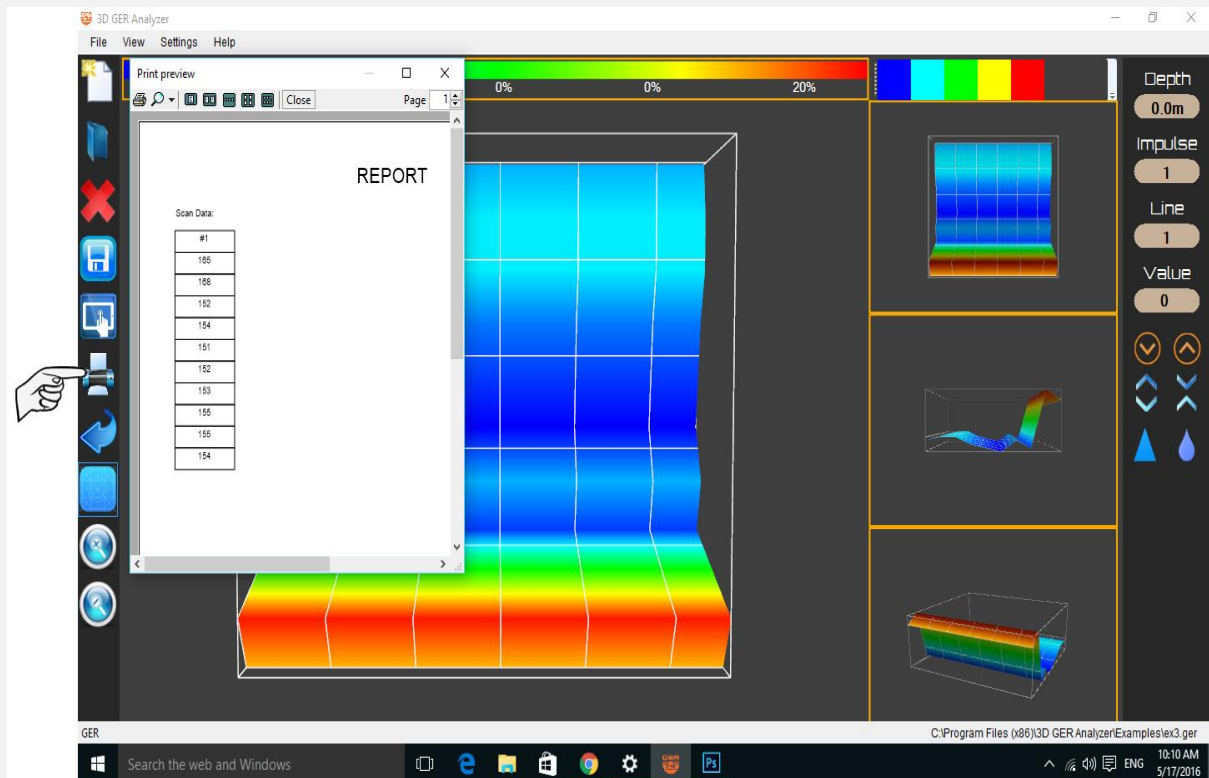 3D GER Analyzer
File View Settings Help
Print preview
Close
Page 1
0% 0% 20%
REPORT
Scan Data:
#1
165
168
152
154
151
152
153
155
155
154
Depth
0.0m
Impulse
1
Line
1
Value
0
GER
C:\Program Files (x86)\3D GER Analyzer\Examples\ex3.ger
Search the web and Windows
Ps
ENG
10:10 AM
5/17/2016